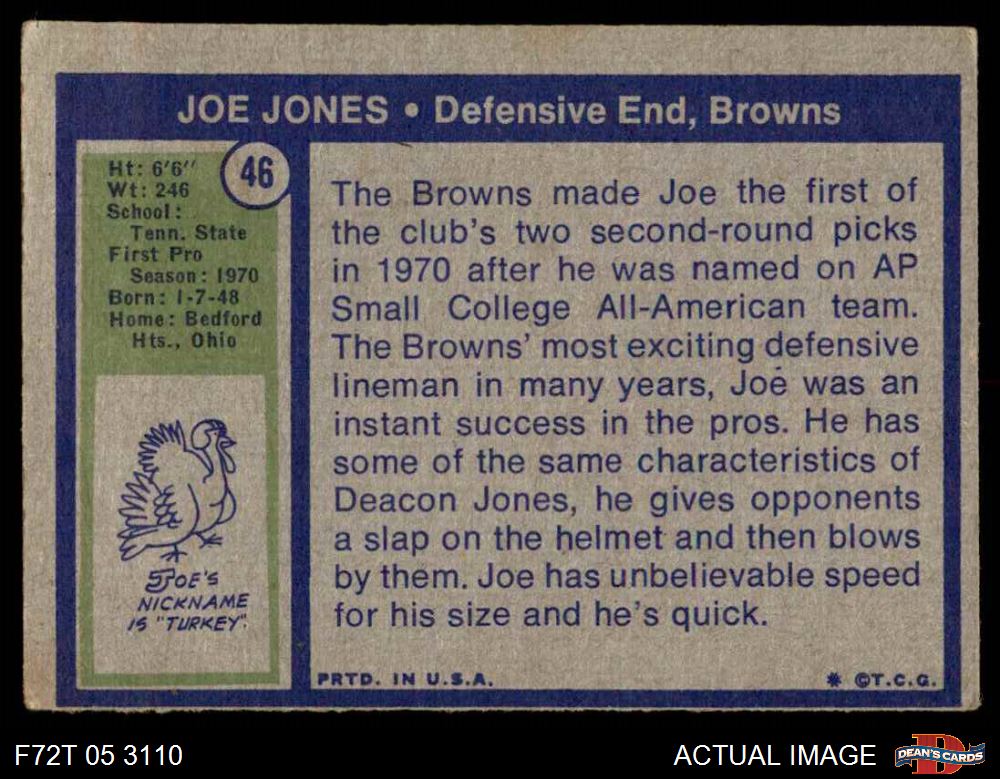 JOE JONES • Defensive End, Browns
Ht: 6'6"
Wt: 246
School:
Tenn. State
First Pro
Season: 1970
Born: 1-7-48
Home: Bedford
Hts., Ohio
46
JOE'S
NICKNAME
IS "TURKEY".
The Browns made Joe the first of
the club's two second-round picks
in 1970 after he was named on AP
Small College All-American team.
The Browns' most exciting defensive
lineman in many years, Joe was an
instant success in the pros. He has
some of the same characteristics of
Deacon Jones, he gives opponents
a slap on the helmet and then blows
by them. Joe has unbelievable speed
for his size and he's quick.
PRTD. IN U.S.A.
* ©T.C.G.
F72T 05 3110
ACTUAL IMAGE
D
DEAN'S CARDS